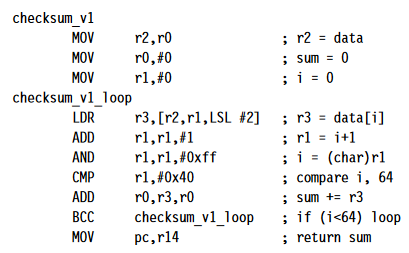 checksum_v1
MOV r2,r0 ; r2 = data
MOV r0,#0 ; sum = 0
MOV r1,#0 ; i = 0
checksum_v1_loop
LDR r3,[r2,r1,LSL #2] ; r3 = data[i]
ADD r1,r1,#1 ; r1 = i+1
AND r1,r1,#0xff ; i = (char)r1
CMP r1,#0x40 ; compare i, 64
ADD r0,r3,r0 ; sum += r3
BCC checksum_v1_loop ; if (i<64) loop
MOV pc,r14 ; return sum